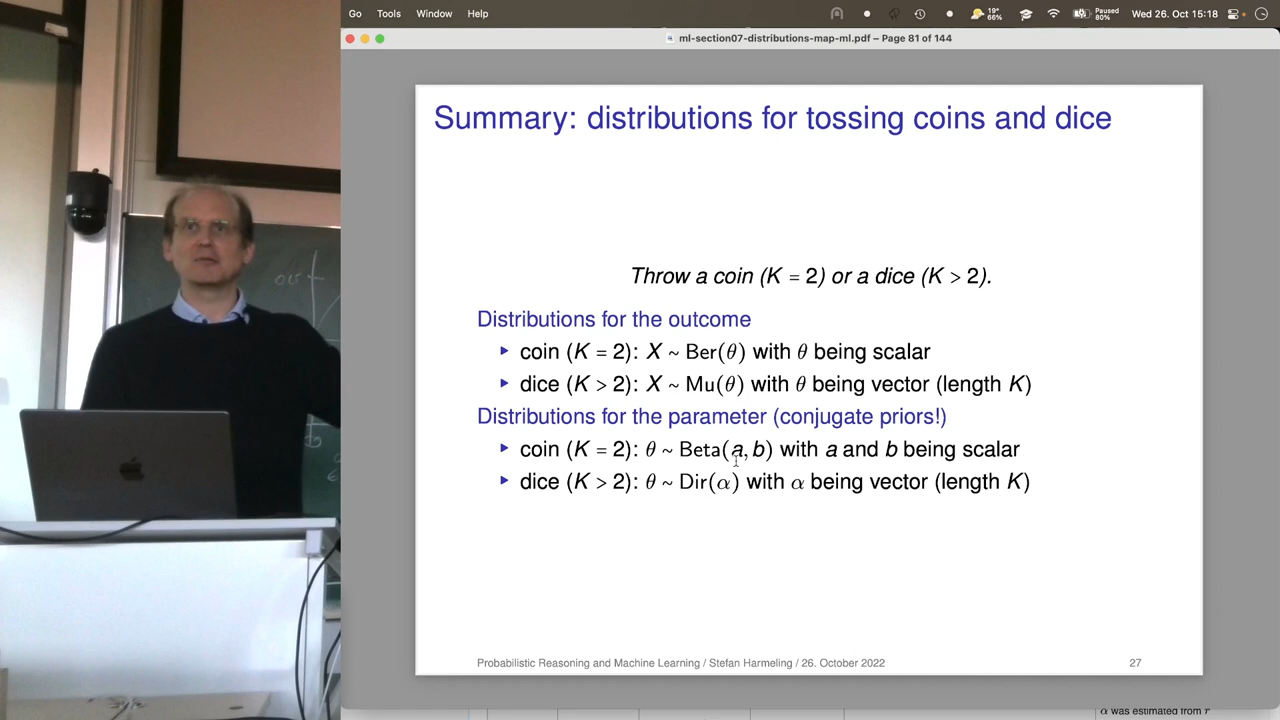 Go Tools Window Help
19° 66%
Paused 80%
Wed 26. Oct 15:18
ml-section07-distributions-map-ml.pdf – Page 81 of 144
Summary: distributions for tossing coins and dice
Throw a coin (K = 2) or a dice (K > 2).
Distributions for the outcome
▸ coin (K = 2): X ~ Ber(θ) with θ being scalar
▸ dice (K > 2): X ~ Mu(θ) with θ being vector (length K)
Distributions for the parameter (conjugate priors!)
▸ coin (K = 2): θ ~ Beta(a, b) with a and b being scalar
▸ dice (K > 2): θ ~ Dir(α) with α being vector (length K)
Probabilistic Reasoning and Machine Learning / Stefan Harmeling / 26. October 2022
27
α was estimated from r